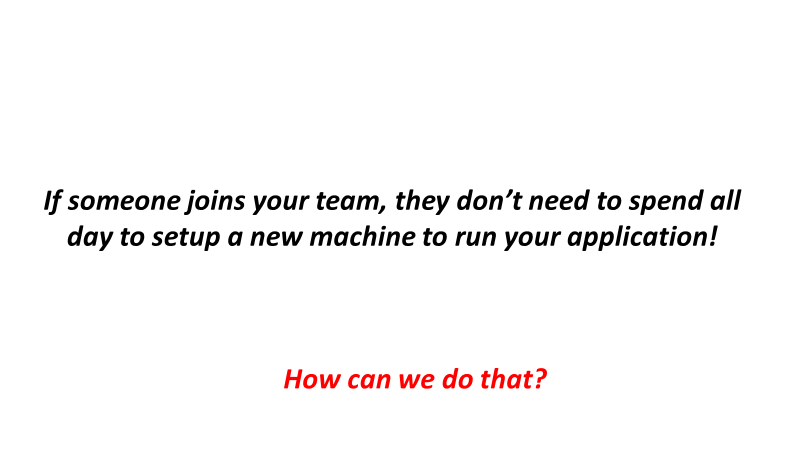 If someone joins your team, they don’t need to spend all
day to setup a new machine to run your application!
How can we do that?